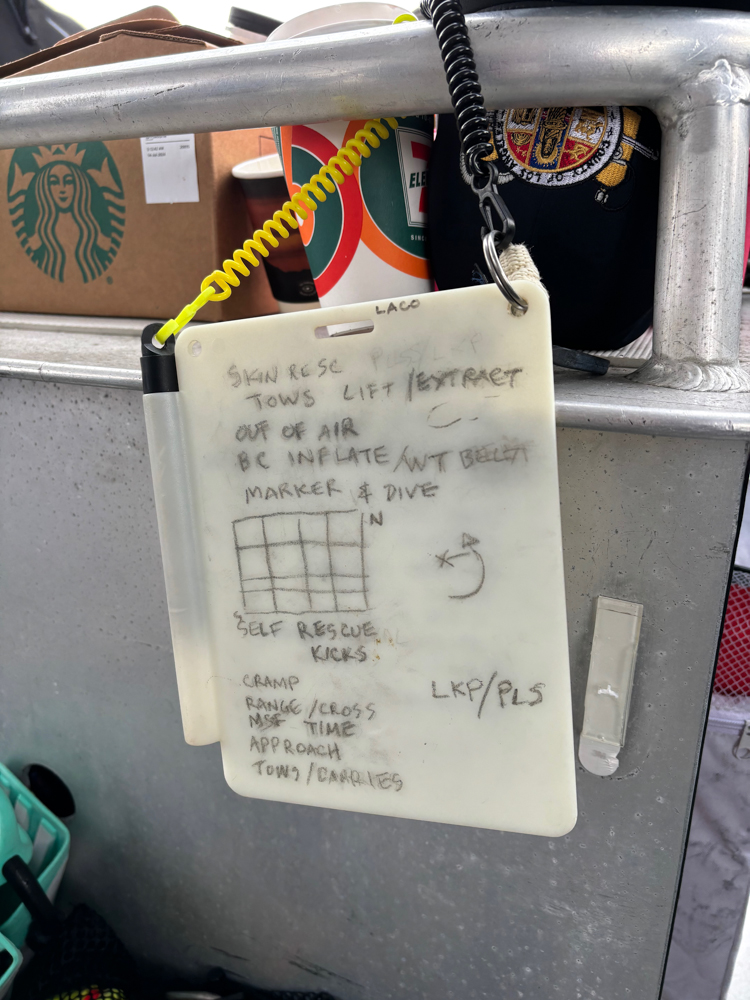 LACO
SKIN RESC
TOWS LIFT/EXTRACT
OUT OF AIR
BC INFLATE/WT BELT
MARKER & DIVE
N
X
S
SELF RESCUE
KICKS
CRAMP
RANGE/CROSS
TIME
APPROACH
TOWS/CARRIES
LKP/PLS